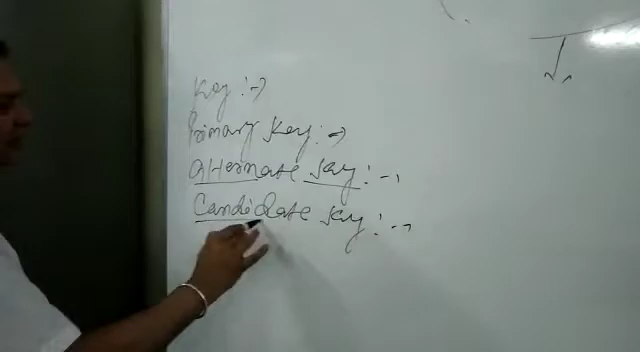 Key :→
Primary Key :→
Alternate Key :-,
Candidate Key :-→